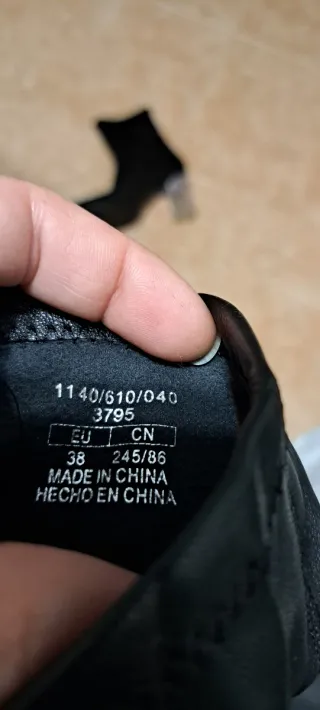 1140/610/040
3795
EU CN
38 245/86
MADE IN CHINA
HECHO EN CHINA